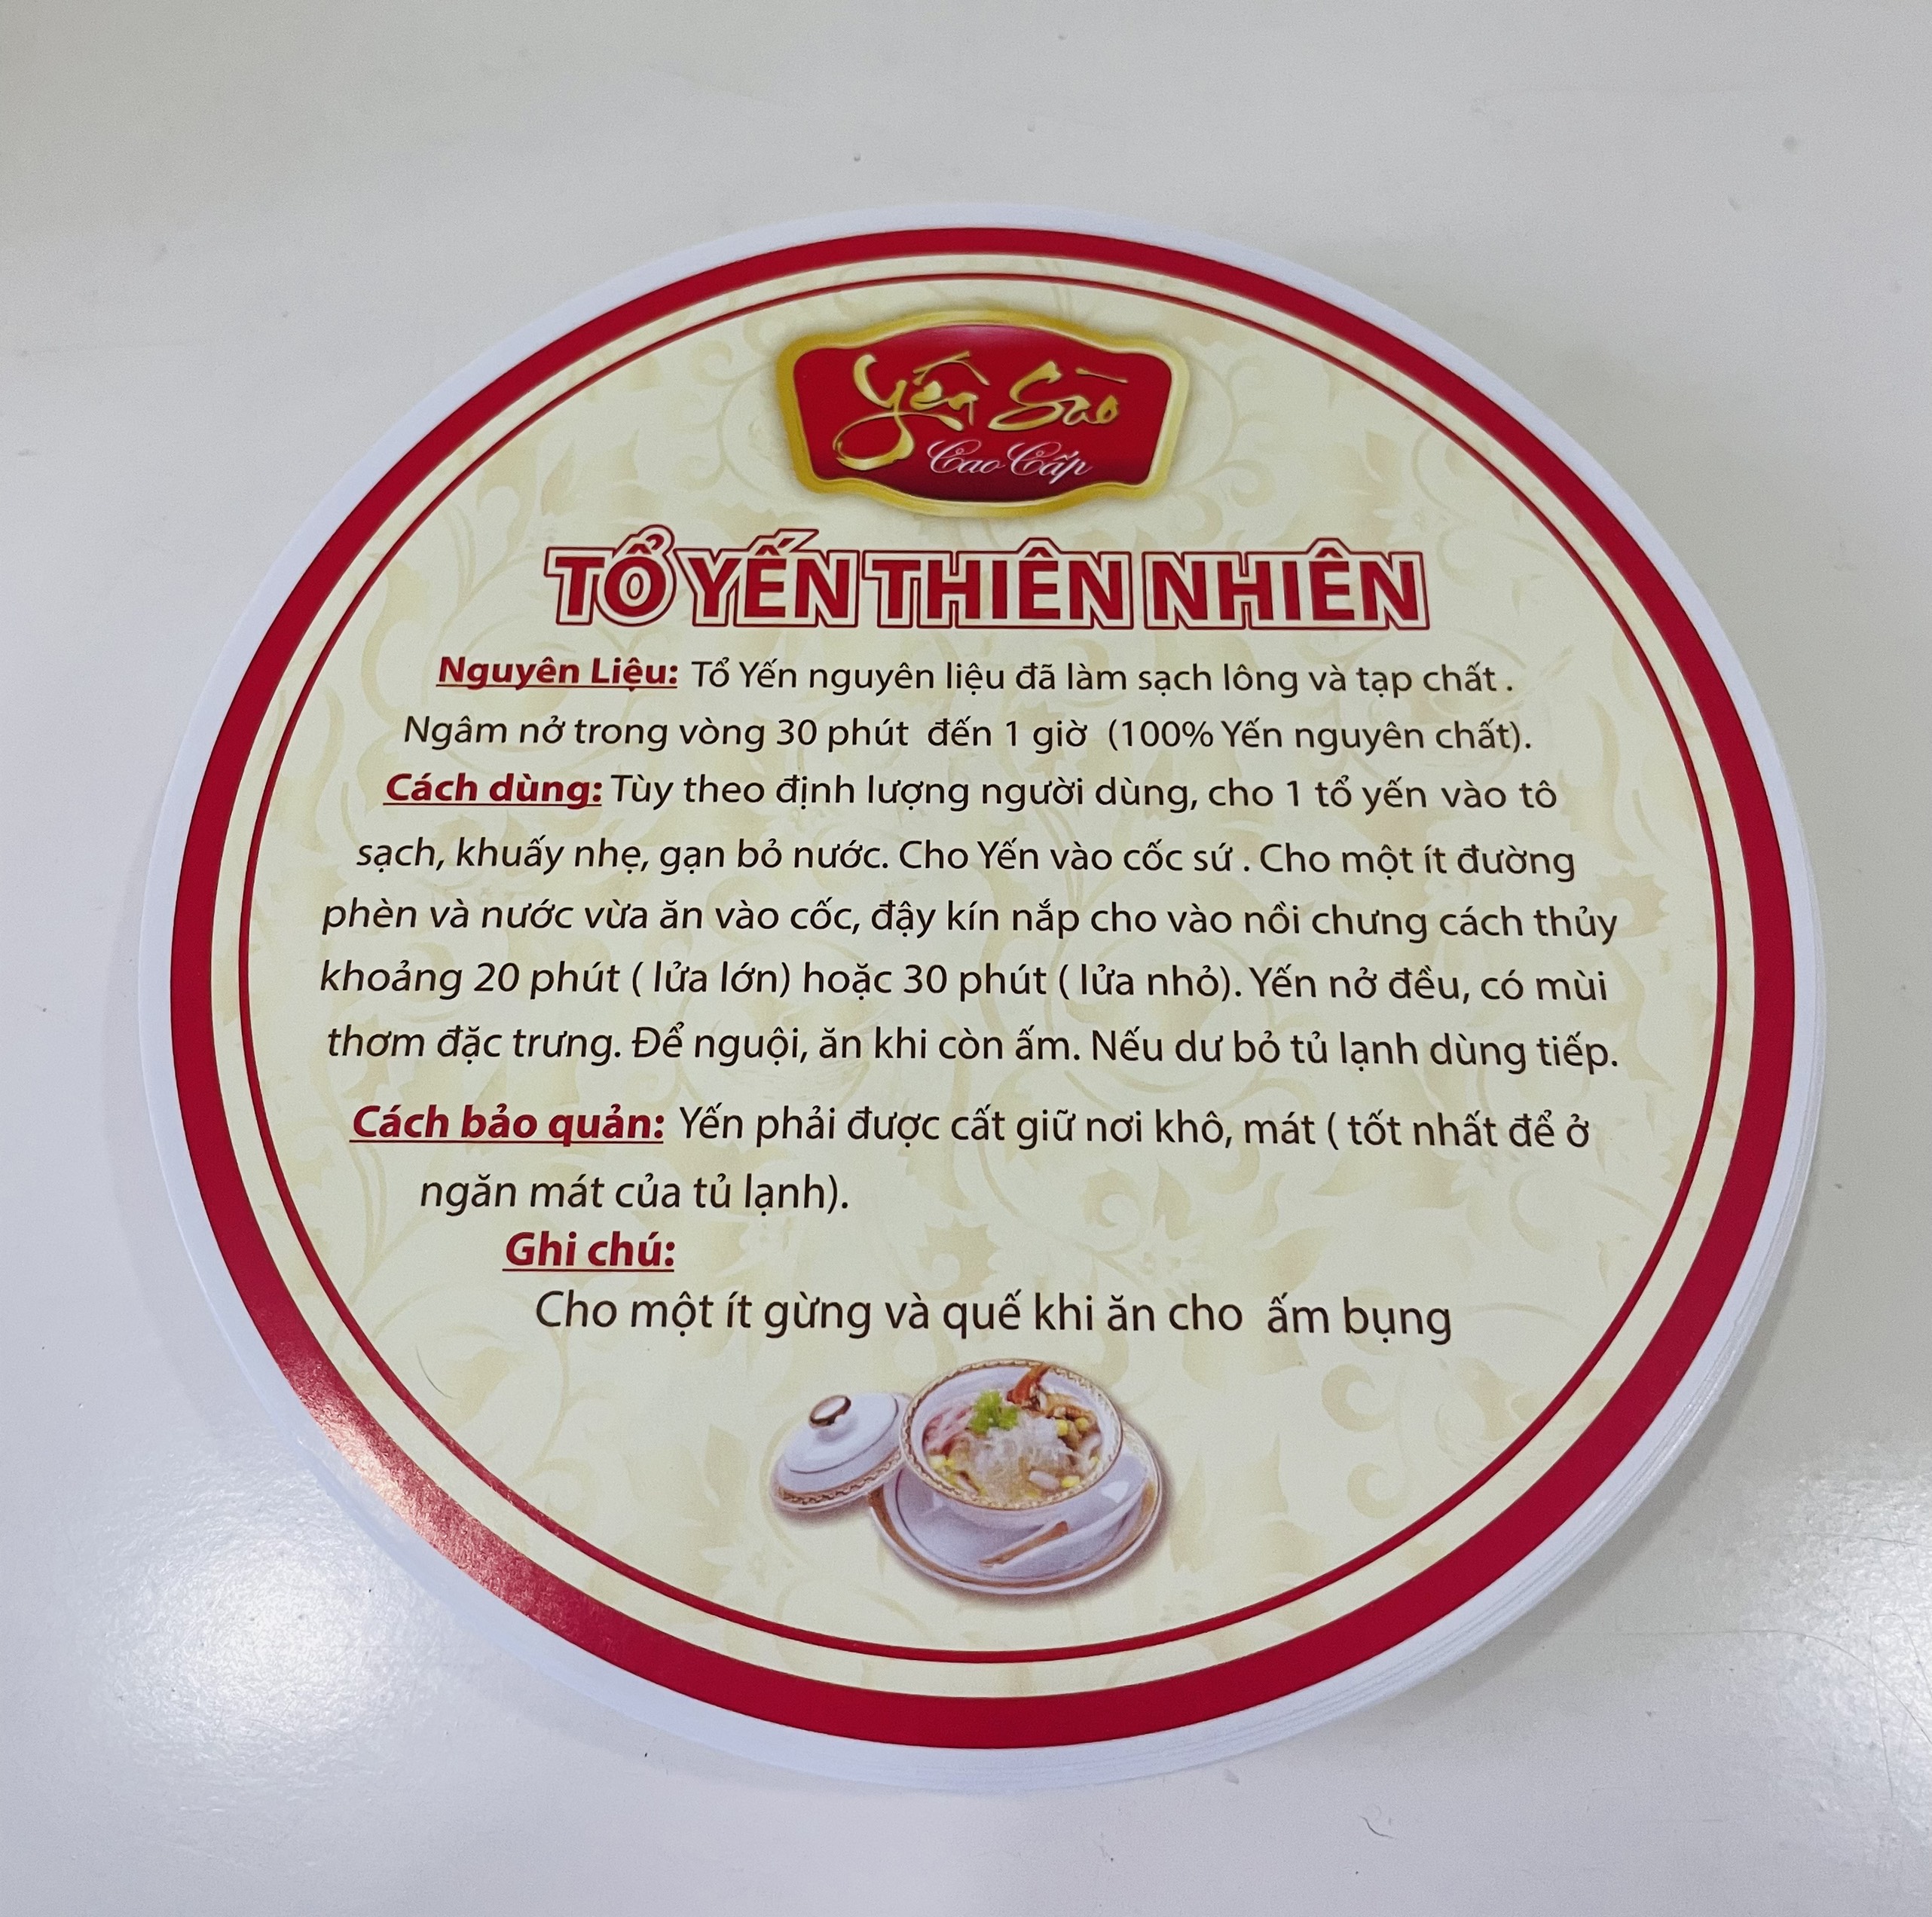 Yến Sào
Cao Cấp
TỔ YẾN THIÊN NHIÊN
Nguyên Liệu: Tổ Yến nguyên liệu đã làm sạch lông và tạp chất .
Ngâm nở trong vòng 30 phút đến 1 giờ (100% Yến nguyên chất).
Cách dùng: Tùy theo định lượng người dùng, cho 1 tổ yến vào tô
sạch, khuấy nhẹ, gạn bỏ nước. Cho Yến vào cốc sứ . Cho một ít đường
phèn và nước vừa ăn vào cốc, đậy kín nắp cho vào nồi chưng cách thủy
khoảng 20 phút ( lửa lớn) hoặc 30 phút ( lửa nhỏ). Yến nở đều, có mùi
thơm đặc trưng. Để nguội, ăn khi còn ấm. Nếu dư bỏ tủ lạnh dùng tiếp.
Cách bảo quản: Yến phải được cất giữ nơi khô, mát ( tốt nhất để ở
ngăn mát của tủ lạnh).
Ghi chú:
Cho một ít gừng và quế khi ăn cho ấm bụng